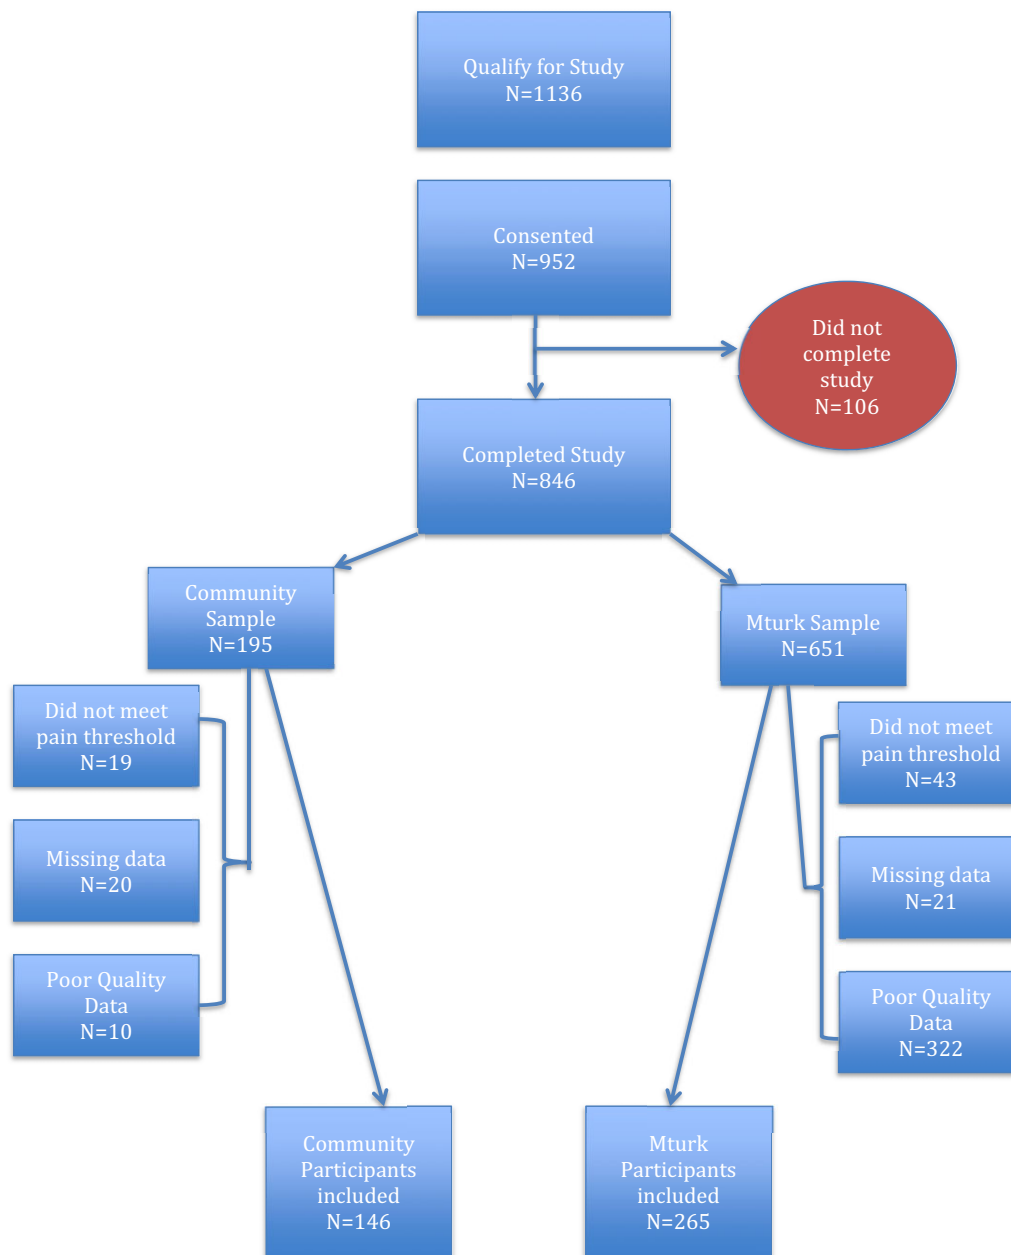 Qualify for Study
N=1136
Consented
N=952
Did not
complete
study
N=106
Completed Study
N=846
Community
Sample
N=195
Mturk Sample
N=651
Did not meet
pain threshold
N=19
Missing data
N=20
Poor Quality
Data
N=10
Did not meet
pain threshold
N=43
Missing data
N=21
Poor Quality
Data
N=322
Community
Participants
included
N=146
Mturk
Participants
included
N=265